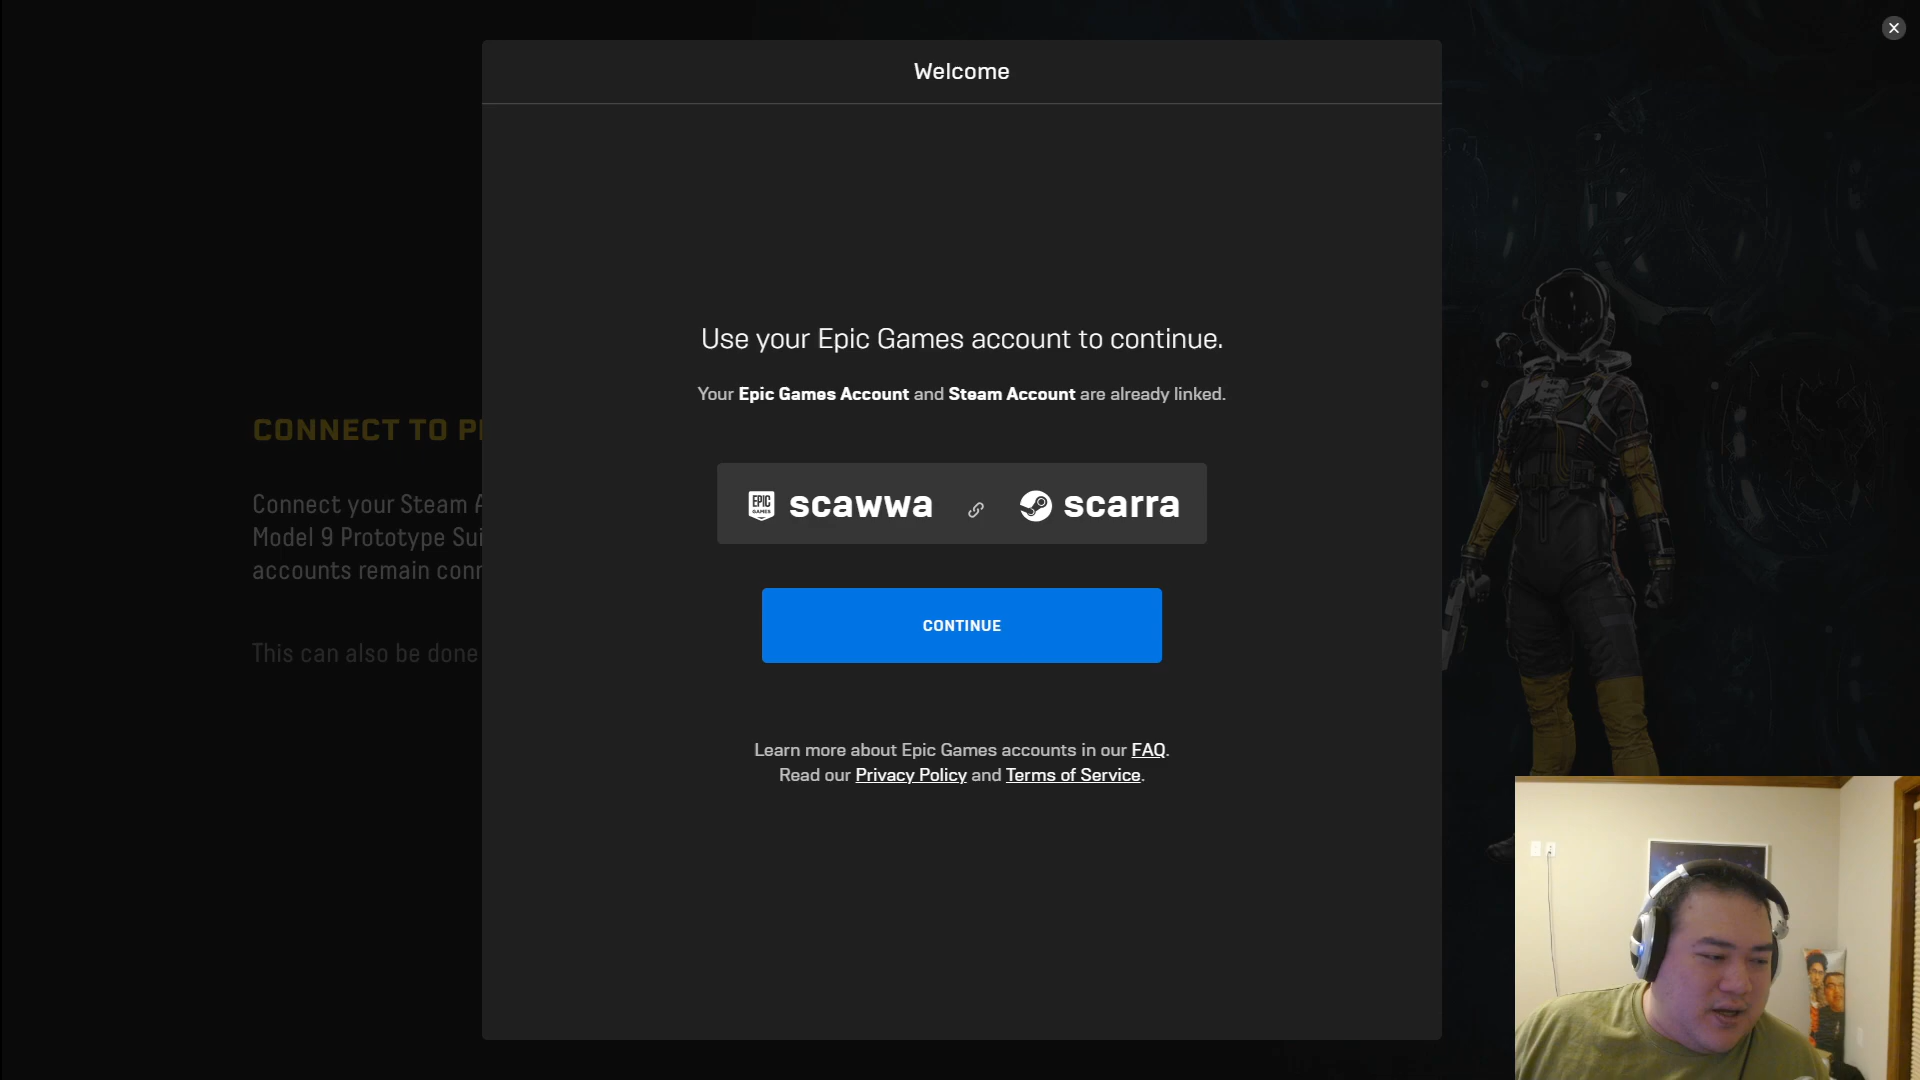 Welcome
Use your Epic Games account to continue.
Your Epic Games Account and Steam Account are already linked.
EPIC GAMES scawwa scarra
CONTINUE
Learn more about Epic Games accounts in our FAQ.
Read our Privacy Policy and Terms of Service.
CONNECT TO
Connect your Steam
Model 9 Prototype
accounts remain
This can also be done